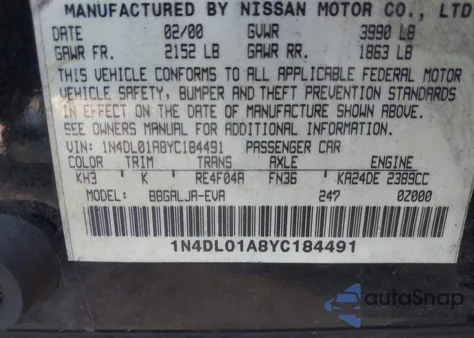 MANUFACTURED BY NISSAN MOTOR CO., LTD
DATE 02/00 GVWR 3990 LB
GAWR FR. 2152 LB GAWR RR. 1863 LB
THIS VEHICLE CONFORMS TO ALL APPLICABLE FEDERAL MOTOR
VEHICLE SAFETY, BUMPER AND THEFT PREVENTION STANDARDS
IN EFFECT ON THE DATE OF MANUFACTURE SHOWN ABOVE.
SEE OWNERS MANUAL FOR ADDITIONAL INFORMATION.
VIN: 1N4DL01A8YC184491 PASSENGER CAR
COLOR TRIM TRANS AXLE ENGINE
KH3 K RE4F04A FN36 KA24DE 2389CC
MODEL: BBGALJA-EVA 247 0Z000
1N4DL01A8YC184491
autoSnap
Powered by